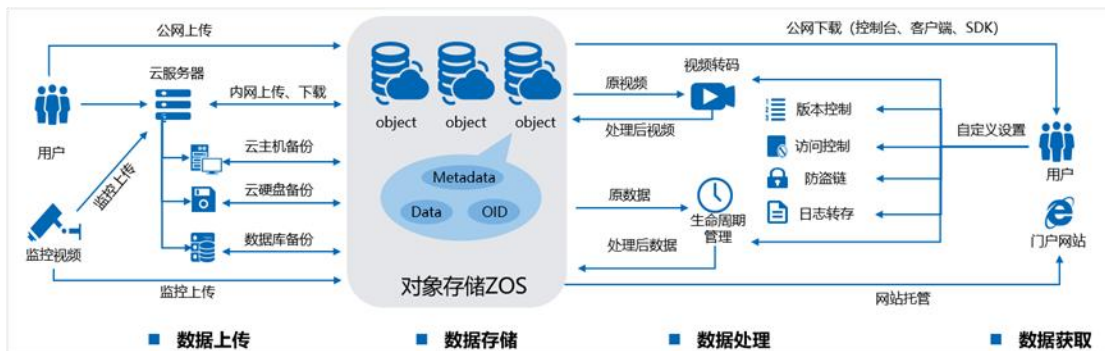 公网上传
公网下载（控制台、客户端、SDK）
云服务器
视频转码
原视频
内网上传、下载
版本控制
object
object
object
自定义设置
处理后视频
用户
云主机备份
访问控制
用户
监控上传
Metadata
云硬盘备份
防盗链
原数据
Data
OID
日志转存
生命周期
管理
门户网站
数据库备份
处理后数据
监控视频
对象存储ZOS
监控上传
网站托管
数据上传
数据存储
数据处理
数据获取